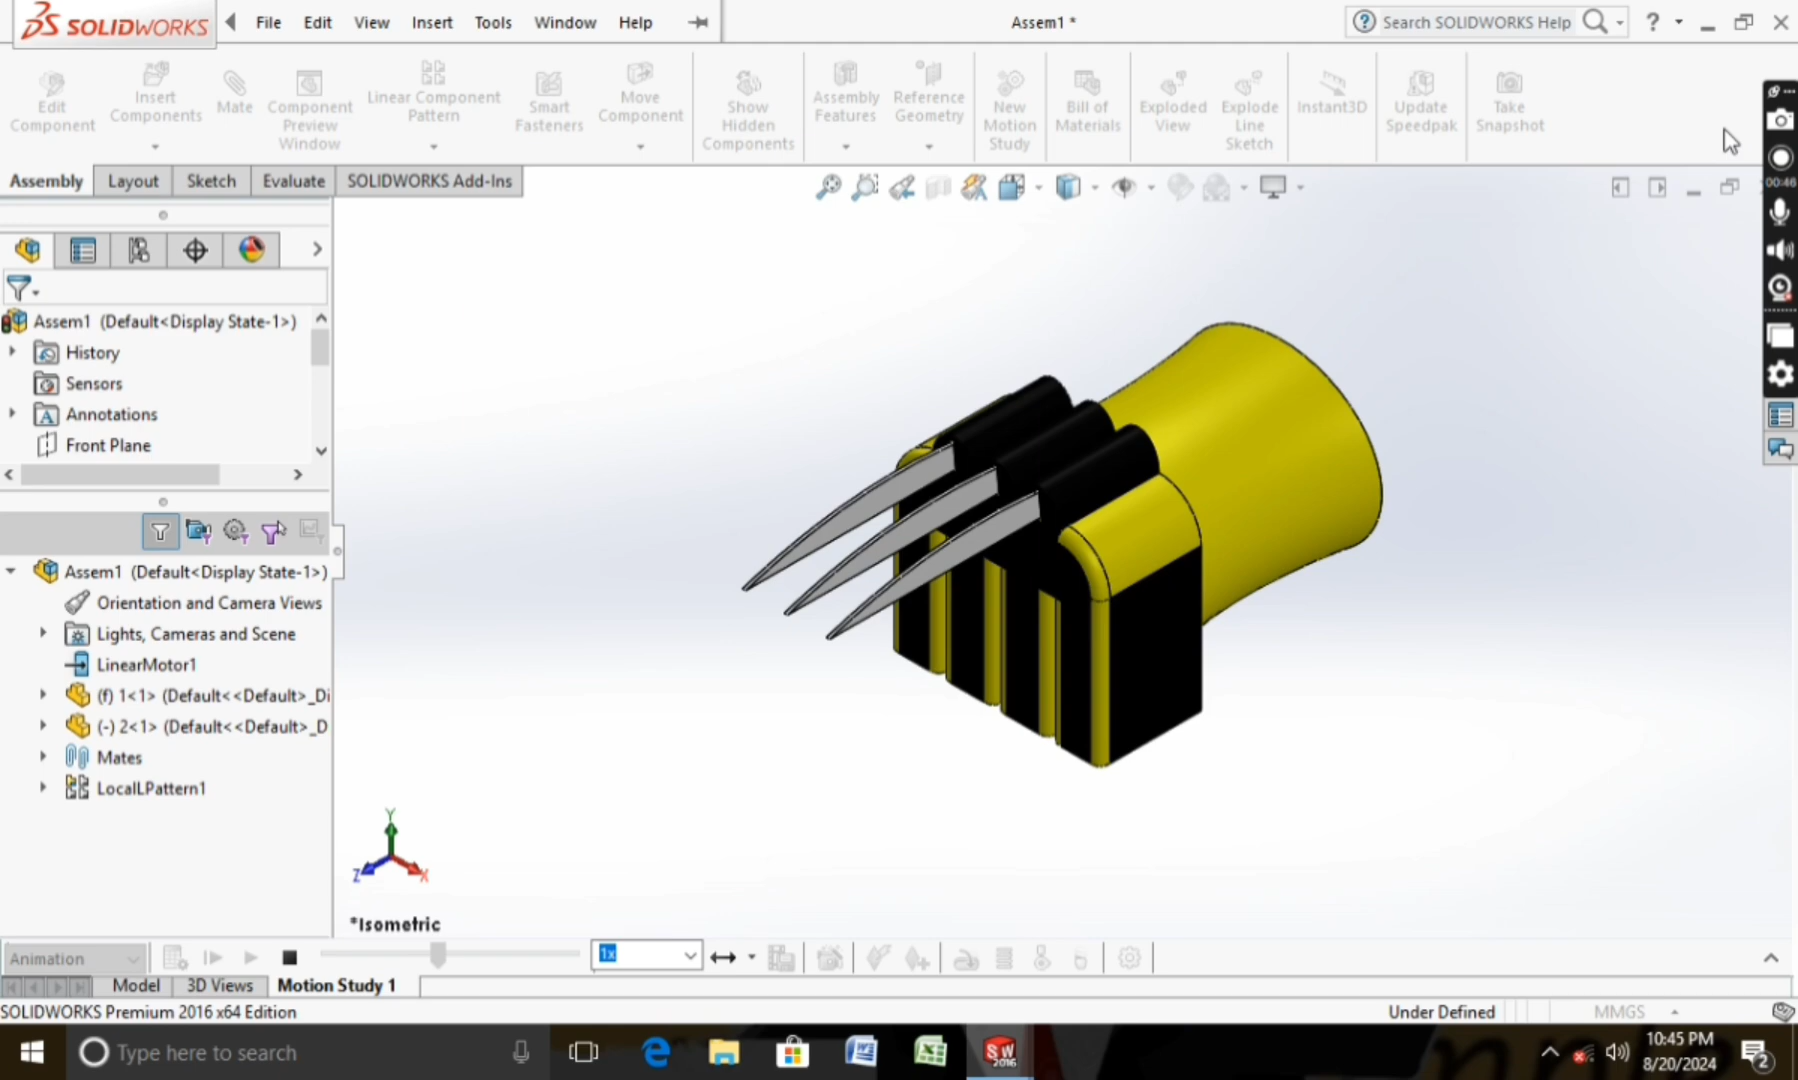 SOLIDWORKS File Edit View Insert Tools Window Help Assem1 * Search SOLIDWORKS Help ?
Edit Component
Insert Components
Mate
Component Preview Window
Linear Component Pattern
Smart Fasteners
Move Component
Show Hidden Components
Assembly Features
Reference Geometry
New Motion Study
Bill of Materials
Exploded View
Explode Line Sketch
Instant3D
Update Speedpak
Take Snapshot
Assembly Layout Sketch Evaluate SOLIDWORKS Add-Ins
00:46
Assem1 (Default<Display State-1>)
History
Sensors
A Annotations
Front Plane
Assem1 (Default<Display State-1>)
Orientation and Camera Views
Lights, Cameras and Scene
LinearMotor1
(f) 1<1> (Default<<Default>_Di
(-) 2<1> (Default<<Default>_D
Mates
LocalLPattern1
Y
Z X
*Isometric
Animation 1x
Model 3D Views Motion Study 1
SOLIDWORKS Premium 2016 x64 Edition Under Defined MMGS
Type here to search SW 2016 10:45 PM
8/20/2024 2